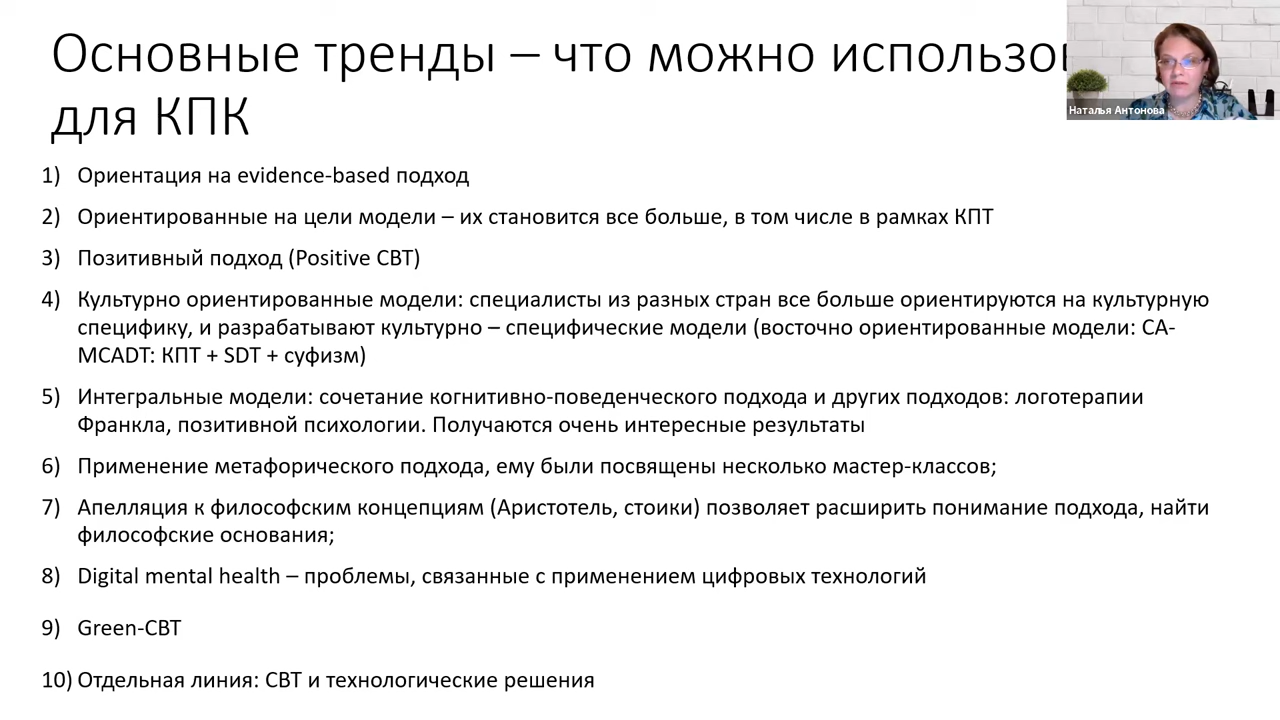 Основные тренды – что можно использов
для КПК
Наталья Антонова
1) Ориентация на evidence-based подход
2) Ориентированные на цели модели – их становится все больше, в том числе в рамках КПТ
3) Позитивный подход (Positive CBT)
4) Культурно ориентированные модели: специалисты из разных стран все больше ориентируются на культурную
специфику, и разрабатывают культурно – специфические модели (восточно ориентированные модели: CA-
MCADT: КПТ + SDT + суфизм)
5) Интегральные модели: сочетание когнитивно-поведенческого подхода и других подходов: логотерапии
Франкла, позитивной психологии. Получаются очень интересные результаты
6) Применение метафорического подхода, ему были посвящены несколько мастер-классов;
7) Апелляция к философским концепциям (Аристотель, стоики) позволяет расширить понимание подхода, найти
философские основания;
8) Digital mental health – проблемы, связанные с применением цифровых технологий
9) Green-CBT
10) Отдельная линия: CBT и технологические решения